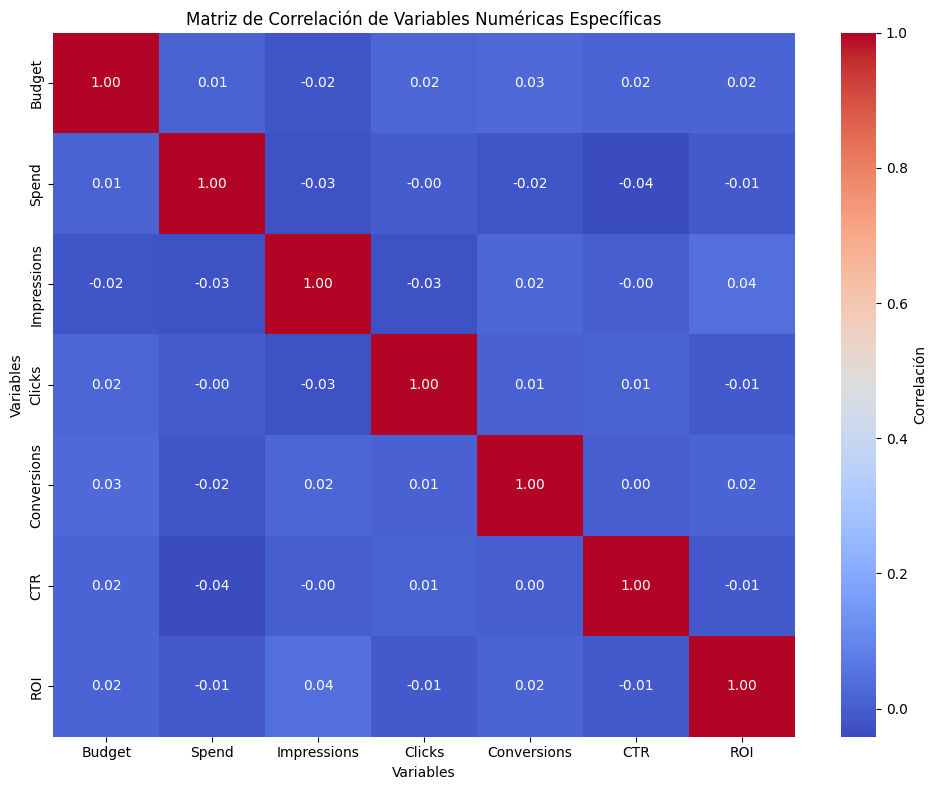 Matriz de Correlación de Variables Numéricas Específicas
Variables
Budget 1.00 0.01 -0.02 0.02 0.03 0.02 0.02
Spend 0.01 1.00 -0.03 -0.00 -0.02 -0.04 -0.01
Impressions -0.02 -0.03 1.00 -0.03 0.02 -0.00 0.04
Clicks 0.02 -0.00 -0.03 1.00 0.01 0.01 -0.01
Conversions 0.03 -0.02 0.02 0.01 1.00 0.00 0.02
CTR 0.02 -0.04 -0.00 0.01 0.00 1.00 -0.01
ROI 0.02 -0.01 0.04 -0.01 0.02 -0.01 1.00
Budget Spend Impressions Clicks Conversions CTR ROI
Variables
1.0
0.8
0.6
0.4
0.2
0.0
Correlación